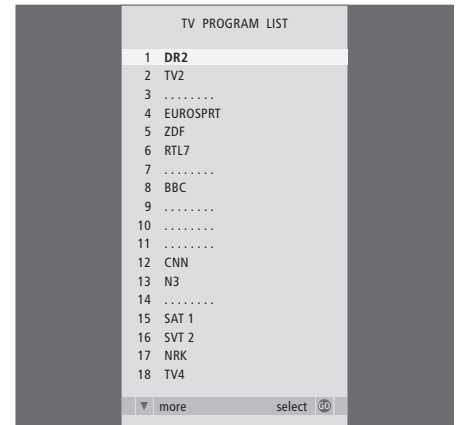 TV PROGRAM LIST
1 DR2
2 TV2
3 . . . . . . . .
4 EUROSPRT
5 ZDF
6 RTL7
7 . . . . . . . .
8 BBC
9 . . . . . . . .
10 . . . . . . . .
11 . . . . . . . .
12 CNN
13 N3
14 . . . . . . . .
15 SAT 1
16 SVT 2
17 NRK
18 TV4
▼ more select GO